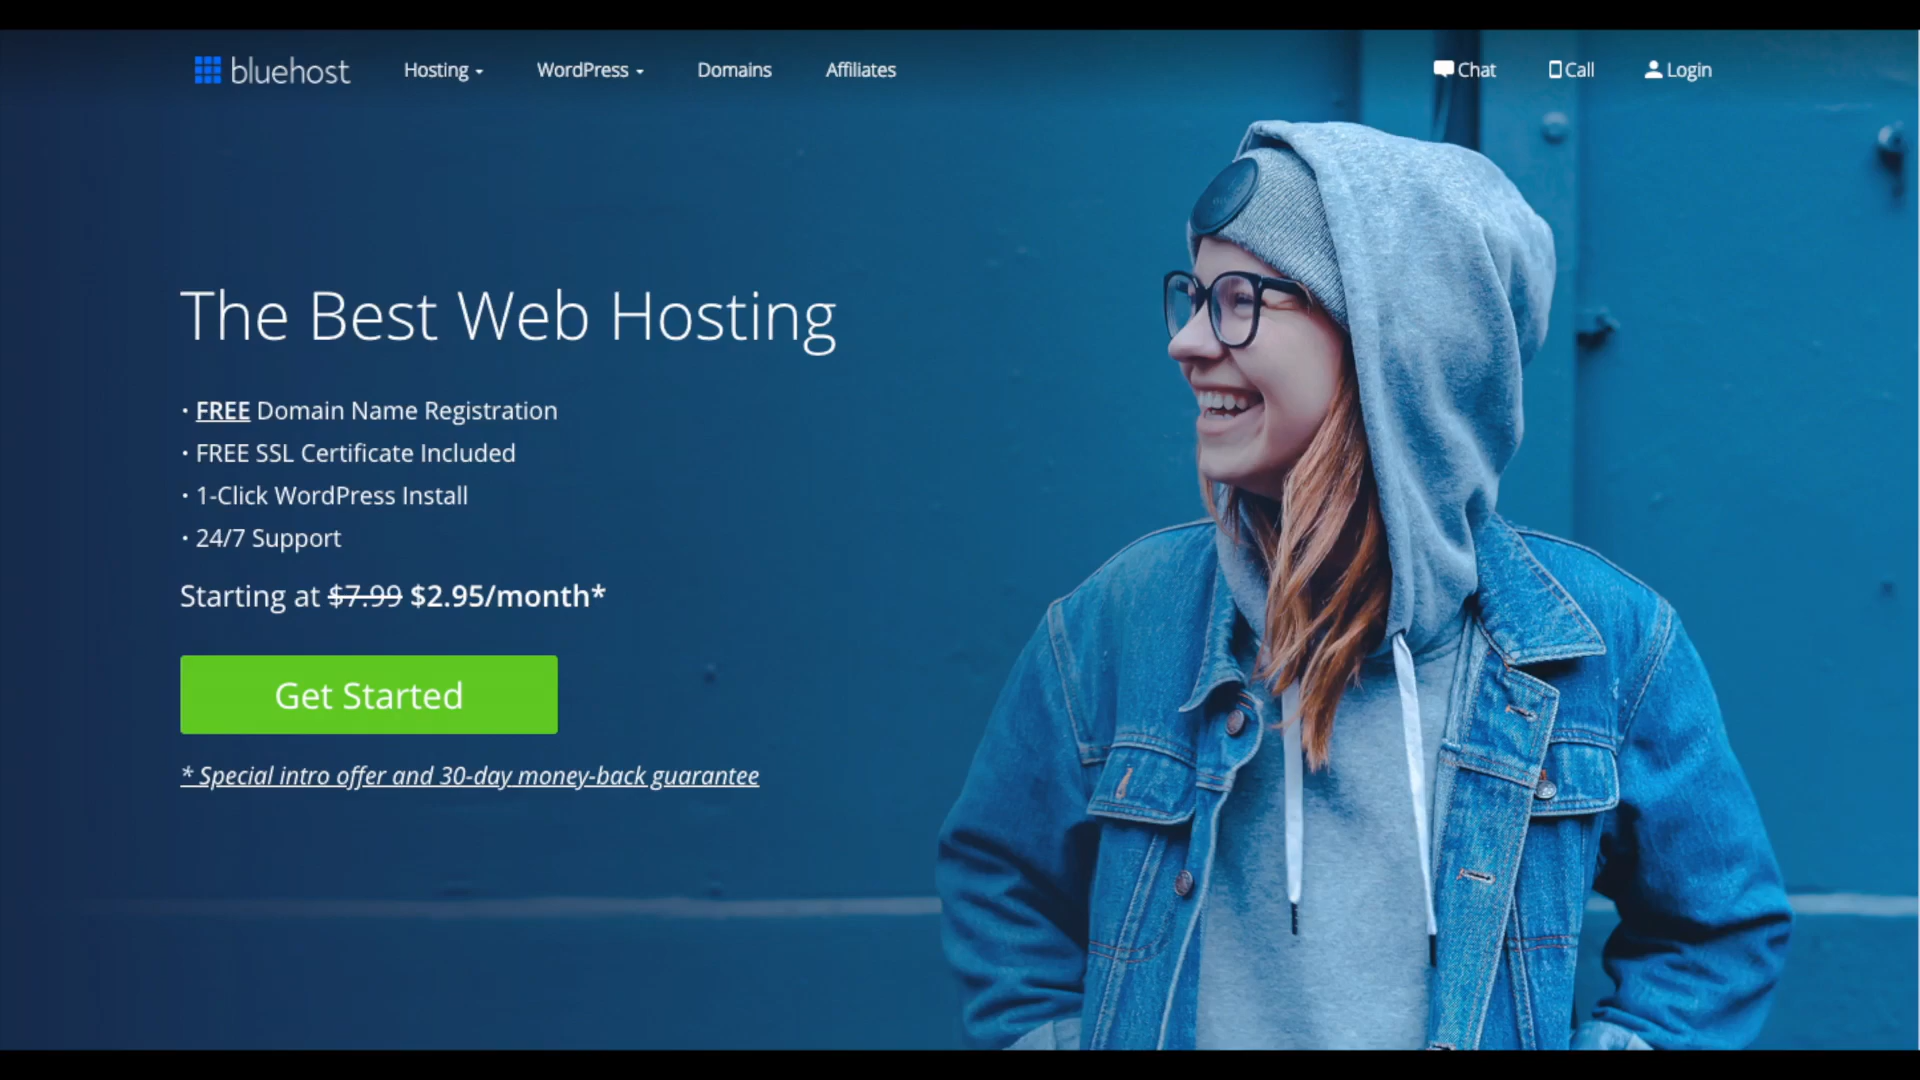 bluehost Hosting WordPress Domains Affiliates Chat Call Login
The Best Web Hosting
· FREE Domain Name Registration
· FREE SSL Certificate Included
· 1-Click WordPress Install
· 24/7 Support
Starting at $7.99 $2.95/month*
Get Started
* Special intro offer and 30-day money-back guarantee